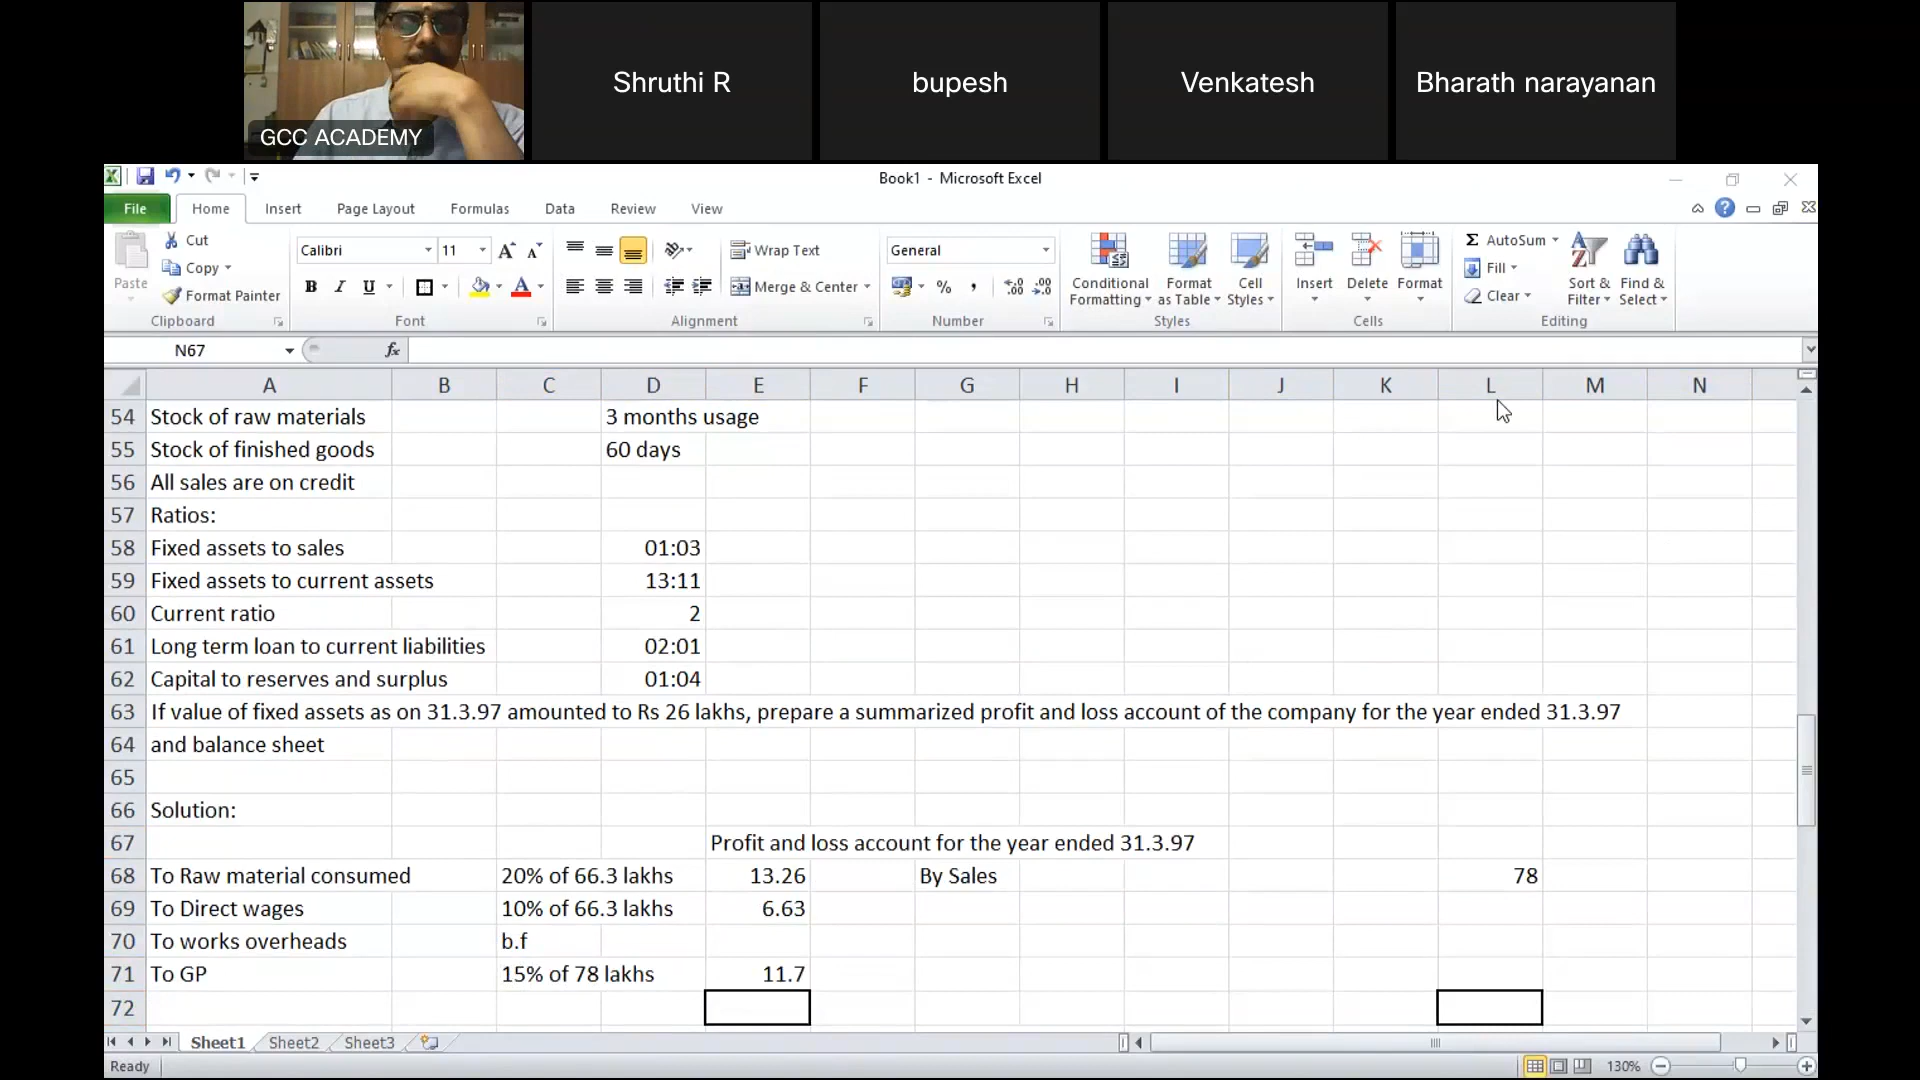 Shruthi R
bupesh
Venkatesh
Bharath narayanan
GCC ACADEMY
Book1 - Microsoft Excel
File Home Insert Page Layout Formulas Data Review View
Paste
Cut
Copy
Format Painter
Clipboard
Calibri 11
B I U
Font
Wrap Text
Merge & Center
Alignment
General
Number
Conditional Formatting
Format as Table
Cell Styles
Styles
Insert
Delete
Format
Cells
Σ AutoSum
Fill
Clear
Sort & Filter
Find & Select
Editing
N67 fx
A B C D E F G H I J K L M N
54 Stock of raw materials 3 months usage
55 Stock of finished goods 60 days
56 All sales are on credit
57 Ratios:
58 Fixed assets to sales 01:03
59 Fixed assets to current assets 13:11
60 Current ratio 2
61 Long term loan to current liabilities 02:01
62 Capital to reserves and surplus 01:04
63 If value of fixed assets as on 31.3.97 amounted to Rs 26 lakhs, prepare a summarized profit and loss account of the company for the year ended 31.3.97
64 and balance sheet
65
66 Solution:
67 Profit and loss account for the year ended 31.3.97
68 To Raw material consumed 20% of 66.3 lakhs 13.26 By Sales 78
69 To Direct wages 10% of 66.3 lakhs 6.63
70 To works overheads b.f
71 To GP 15% of 78 lakhs 11.7
72
Sheet1 Sheet2 Sheet3
Ready 130%